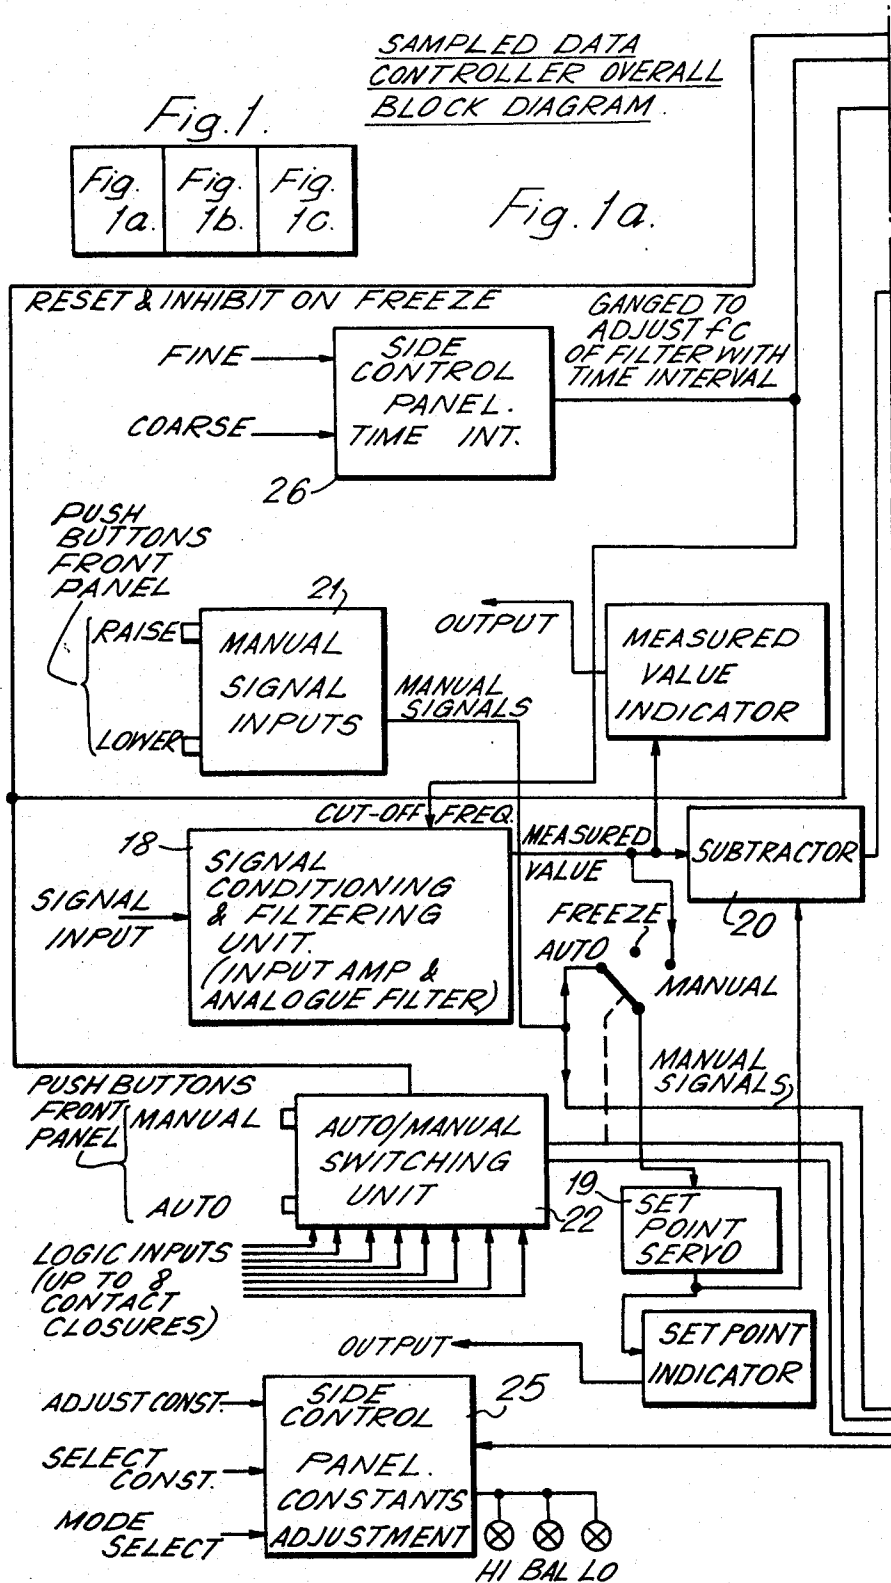 SAMPLED DATA
CONTROLLER OVERALL
BLOCK DIAGRAM.
Fig.1.
Fig.
1a.
Fig.
1b.
Fig.
1c.
Fig.1a.
RESET & INHIBIT ON FREEZE
GANGED TO
ADJUST fC
OF FILTER WITH
TIME INTERVAL
FINE
COARSE
SIDE
CONTROL
PANEL.
TIME INT.
26
PUSH
BUTTONS
FRONT
PANEL
RAISE
LOWER
21
MANUAL
SIGNAL
INPUTS
MANUAL
SIGNALS
OUTPUT
MEASURED
VALUE
INDICATOR
CUT-OFF FREQ.
18
SIGNAL
INPUT
SIGNAL
CONDITIONING
& FILTERING
UNIT.
(INPUT AMP &
ANALOGUE FILTER)
MEASURED
VALUE
SUBTRACTOR
20
FREEZE
AUTO
MANUAL
MANUAL
SIGNALS
PUSH BUTTONS
FRONT
PANEL
MANUAL
AUTO
AUTO/MANUAL
SWITCHING
UNIT
22
19
SET
POINT
SERVO
LOGIC INPUTS
(UP TO 8
CONTACT
CLOSURES)
OUTPUT
SET POINT
INDICATOR
ADJUST CONST.
SELECT
CONST.
MODE
SELECT
SIDE
CONTROL
PANEL.
CONSTANTS
ADJUSTMENT
25
HI BAL LO